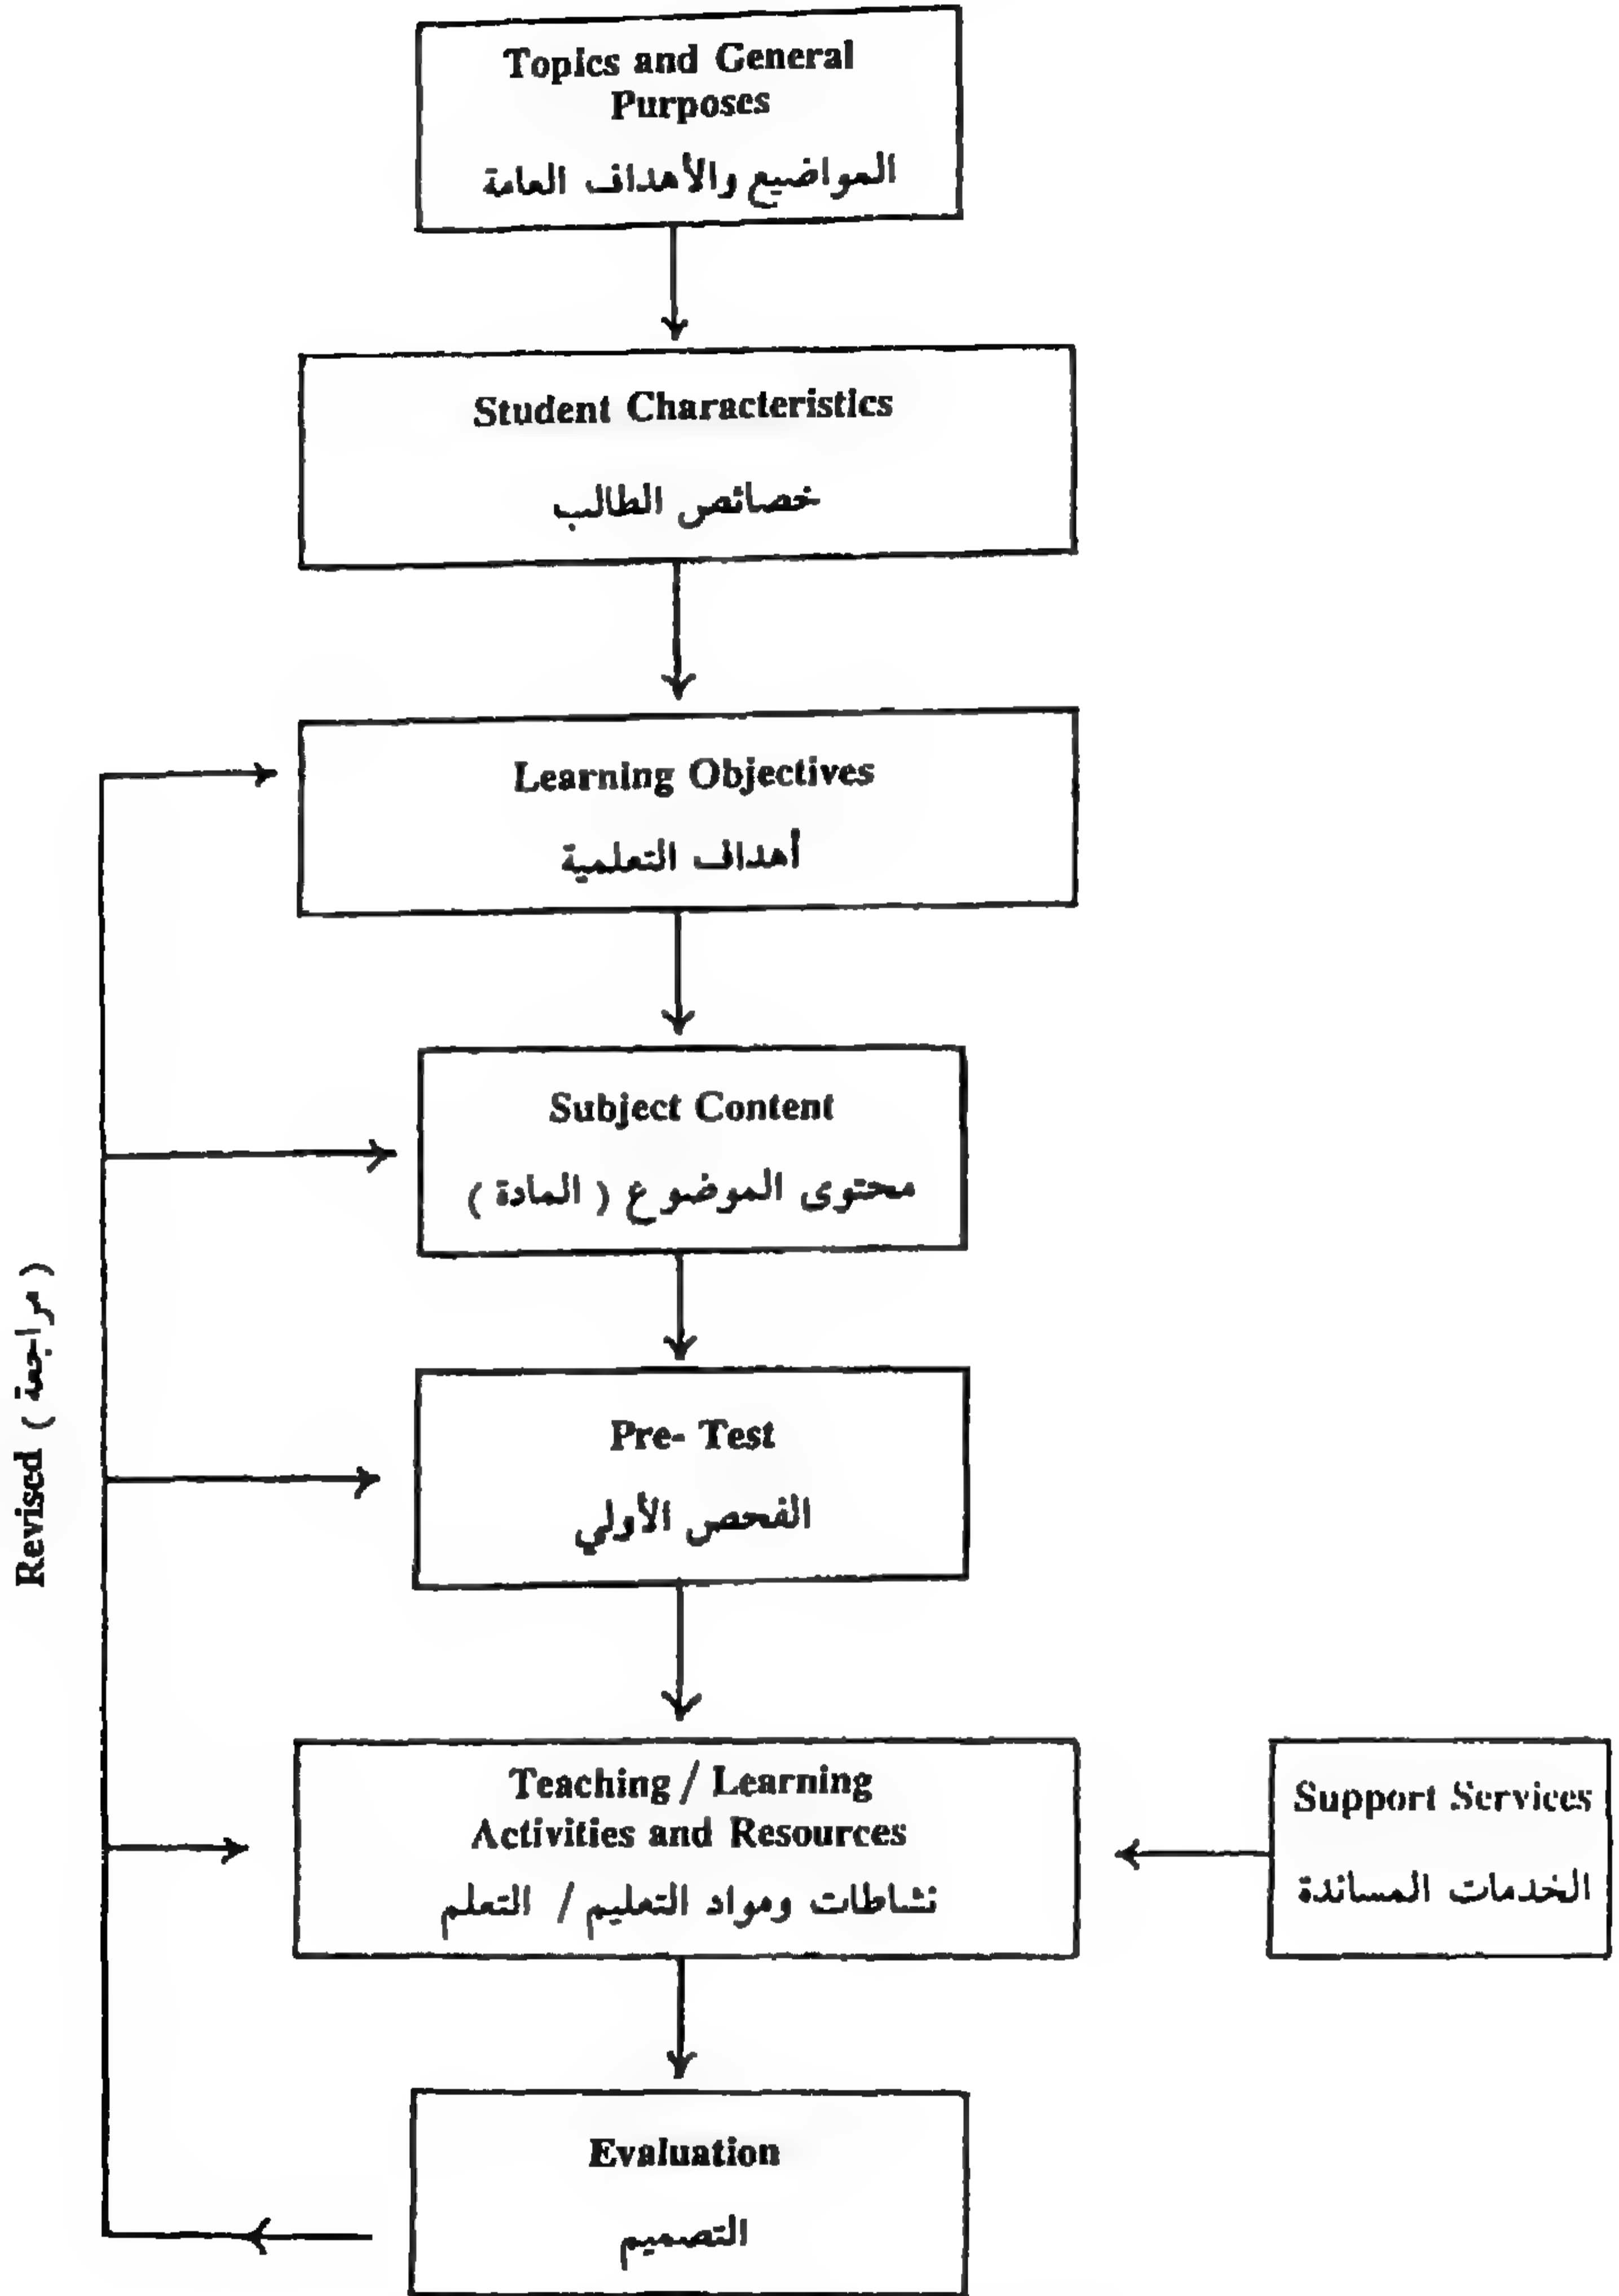 Topics and General
Purposes
المواضيع والأهداف العامة
Student Characteristics
خصائص الطالب
Learning Objectives
أهداف التعلمية
Subject Content
محتوى الموضوع ( المادة )
Pre- Test
الفحص الأولي
Revised ( مراجعة )
Teaching / Learning
Activities and Resources
نشاطات ومواد التعليم / التعلم
Support Services
الخدمات المساندة
Evaluation
التصميم